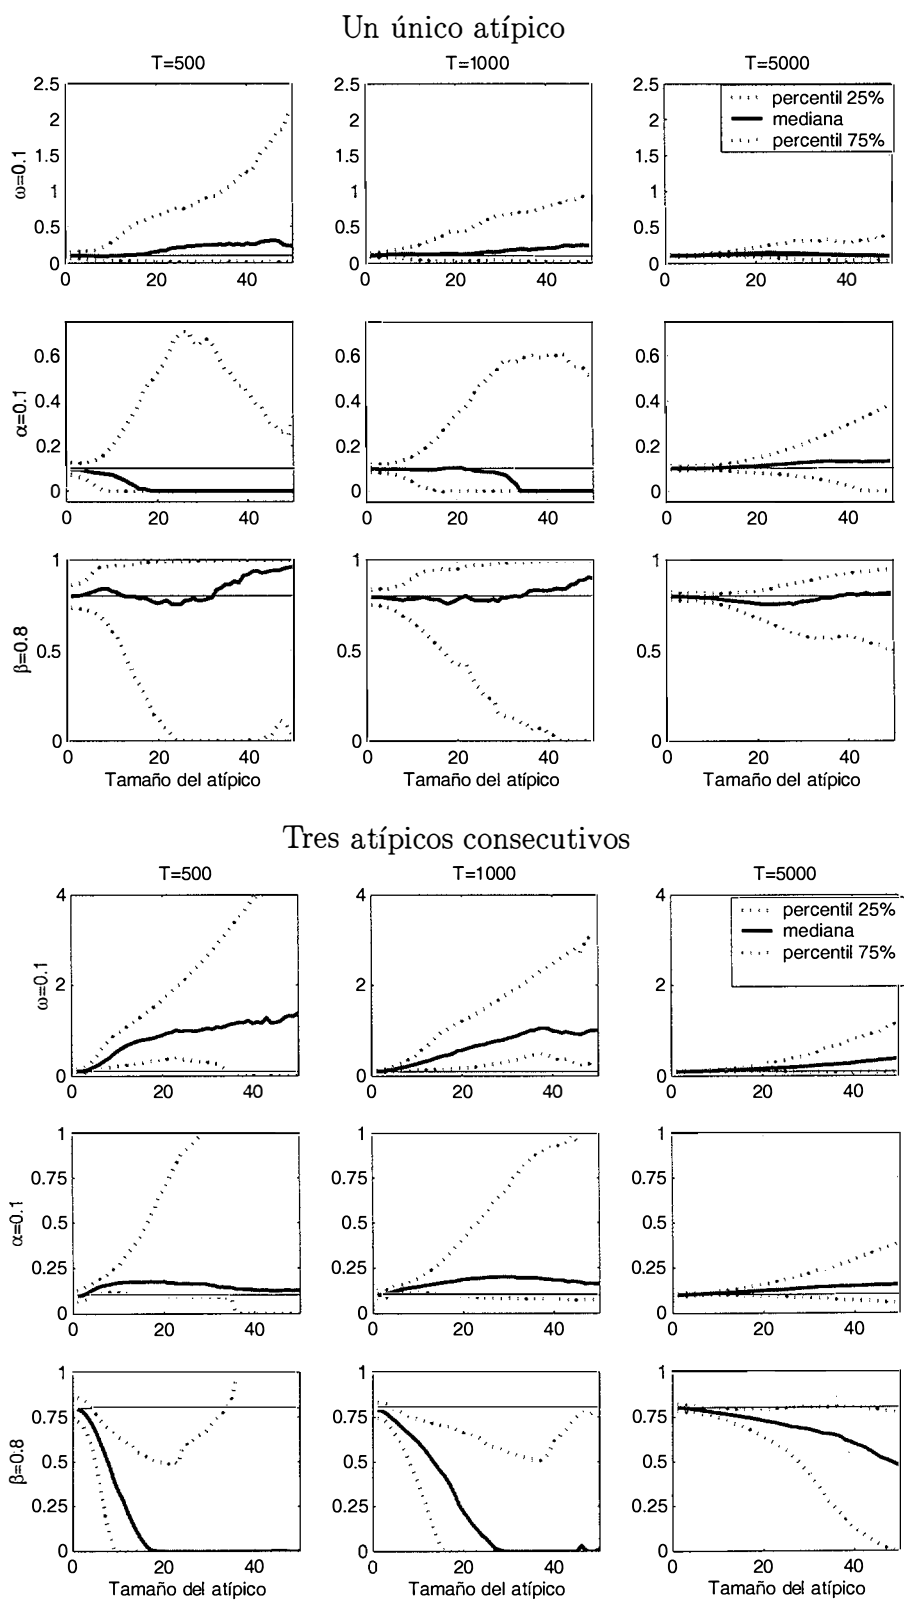 Un único atípico
T=500 T=1000 T=5000
2.5 2 1.5 1 0.5 0
ω=0.1
0 20 40
2.5 2 1.5 1 0.5 0
0 20 40
2.5 2 1.5 1 0.5 0
percentil 25%
mediana
percentil 75%
0 20 40
0.6 0.4 0.2 0
α=0.1
0 20 40
0.6 0.4 0.2 0
0 20 40
0.6 0.4 0.2 0
0 20 40
1 0.5 0
β=0.8
0 20 40
1 0.5 0
0 20 40
1 0.5 0
0 20 40
Tamaño del atípico Tamaño del atípico Tamaño del atípico
Tres atípicos consecutivos
T=500 T=1000 T=5000
4 2 0
ω=0.1
0 20 40
4 2 0
0 20 40
4 2 0
percentil 25%
mediana
percentil 75%
0 20 40
1 0.75 0.5 0.25 0
α=0.1
0 20 40
1 0.75 0.5 0.25 0
0 20 40
1 0.75 0.5 0.25 0
0 20 40
1 0.75 0.5 0.25 0
β=0.8
0 20 40
1 0.75 0.5 0.25 0
0 20 40
1 0.75 0.5 0.25 0
0 20 40
Tamaño del atípico Tamaño del atípico Tamaño del atípico